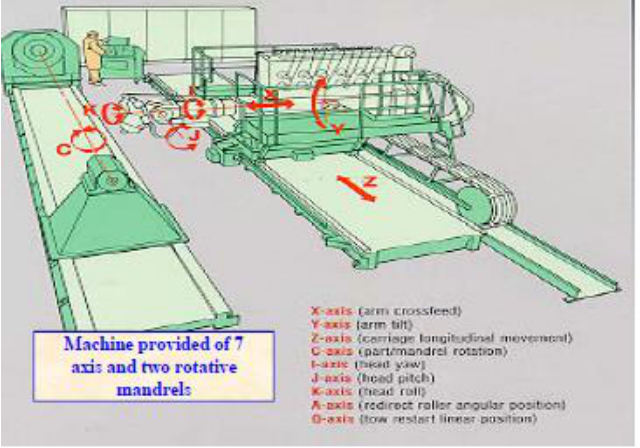 K
I
X
C
J
Y
Z
X-axis (arm crossfeed)
Y-axis (arm tilt)
Z-axis (carriage longitudinal movement)
C-axis (part/mandrel rotation)
I-axis (head yaw)
J-axis (head pitch)
K-axis (head roll)
A-axis (redirect roller angular position)
Q-axis (tow restart linear position)
Machine provided of 7
axis and two rotative
mandrels